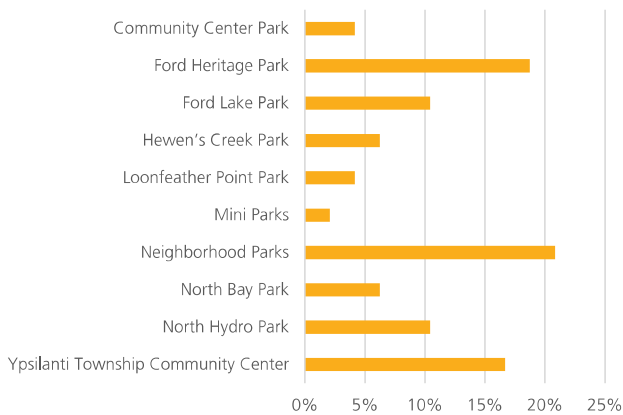 Community Center Park
Ford Heritage Park
Ford Lake Park
Hewen's Creek Park
Loonfeather Point Park
Mini Parks
Neighborhood Parks
North Bay Park
North Hydro Park
Ypsilanti Township Community Center
0% 5% 10% 15% 20% 25%